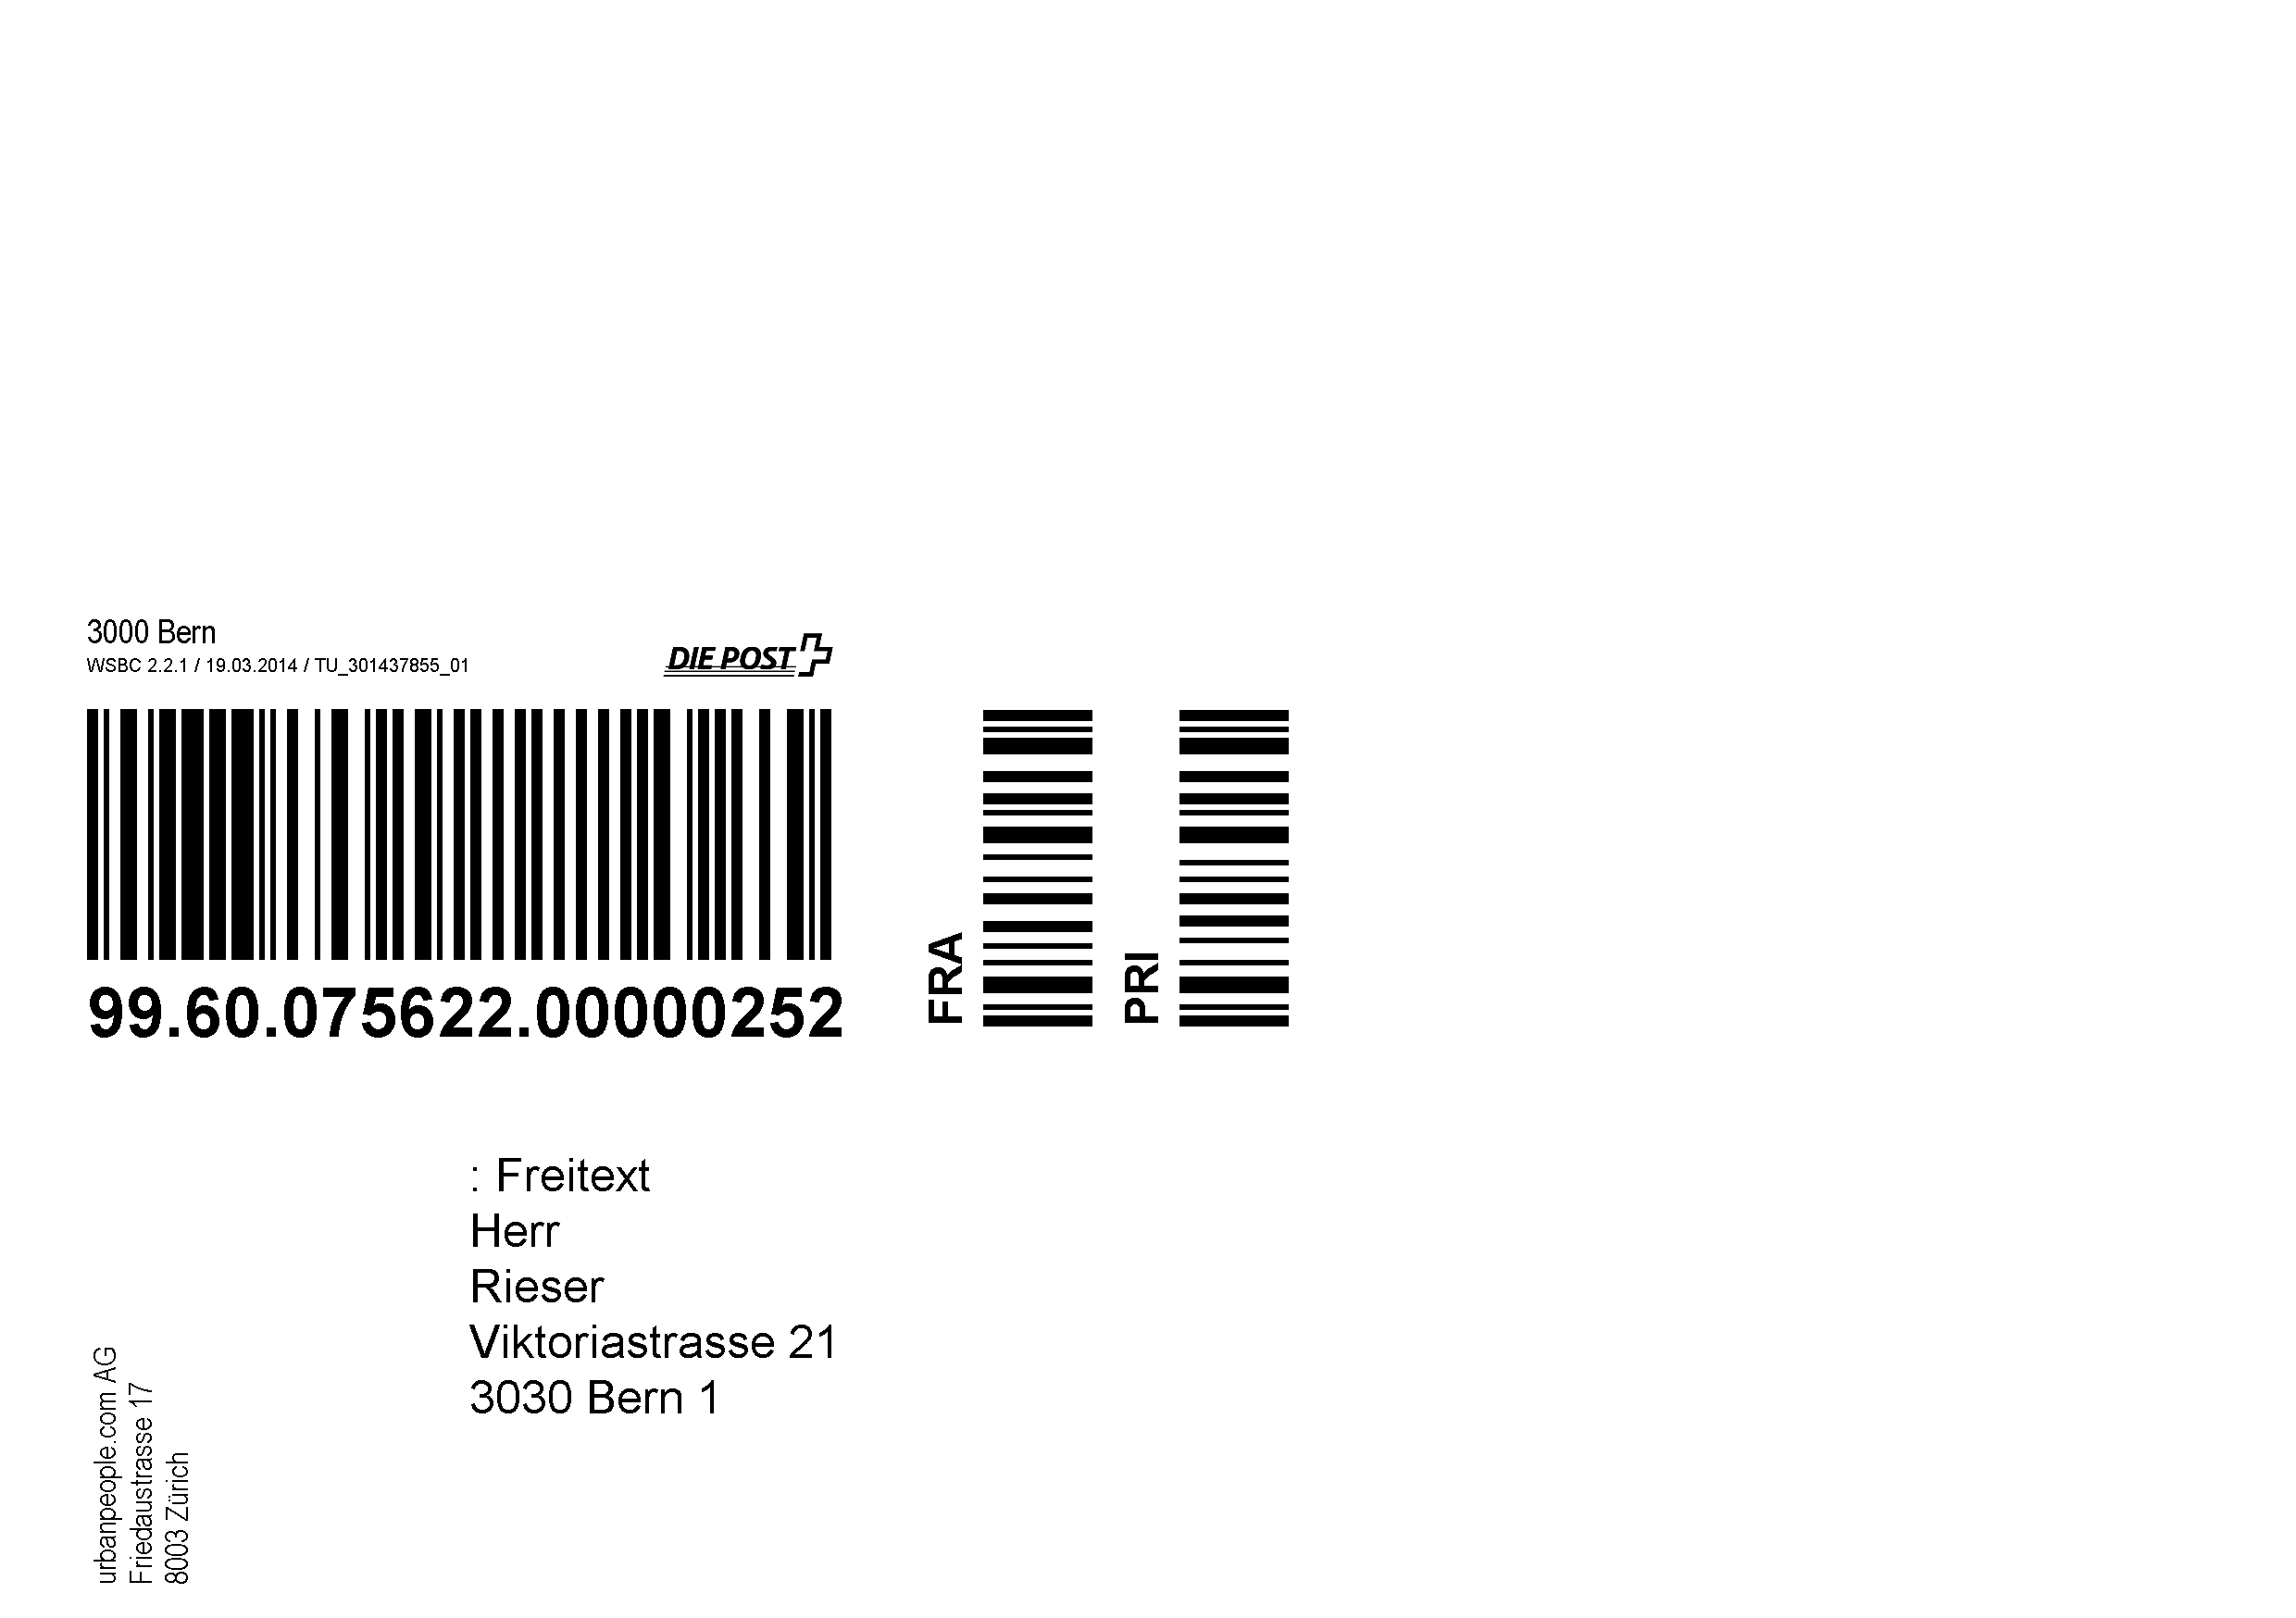 3000 Bern
WSBC 2.2.1 / 19.03.2014 / TU_301437855_01
DIE POST
99.60.075622.00000252
FRA
PRI
: Freitext
Herr
Rieser
Viktoriastrasse 21
3030 Bern 1
urbanpeople.com AG
Friedaustrasse 17
8003 Zürich